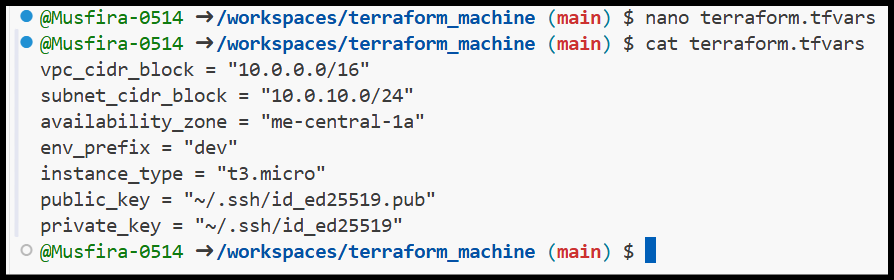 @Musfira-0514 ➜/workspaces/terraform_machine (main) $ nano terraform.tfvars
@Musfira-0514 ➜/workspaces/terraform_machine (main) $ cat terraform.tfvars
vpc_cidr_block = "10.0.0.0/16"
subnet_cidr_block = "10.0.10.0/24"
availability_zone = "me-central-1a"
env_prefix = "dev"
instance_type = "t3.micro"
public_key = "~/.ssh/id_ed25519.pub"
private_key = "~/.ssh/id_ed25519"
@Musfira-0514 ➜/workspaces/terraform_machine (main) $